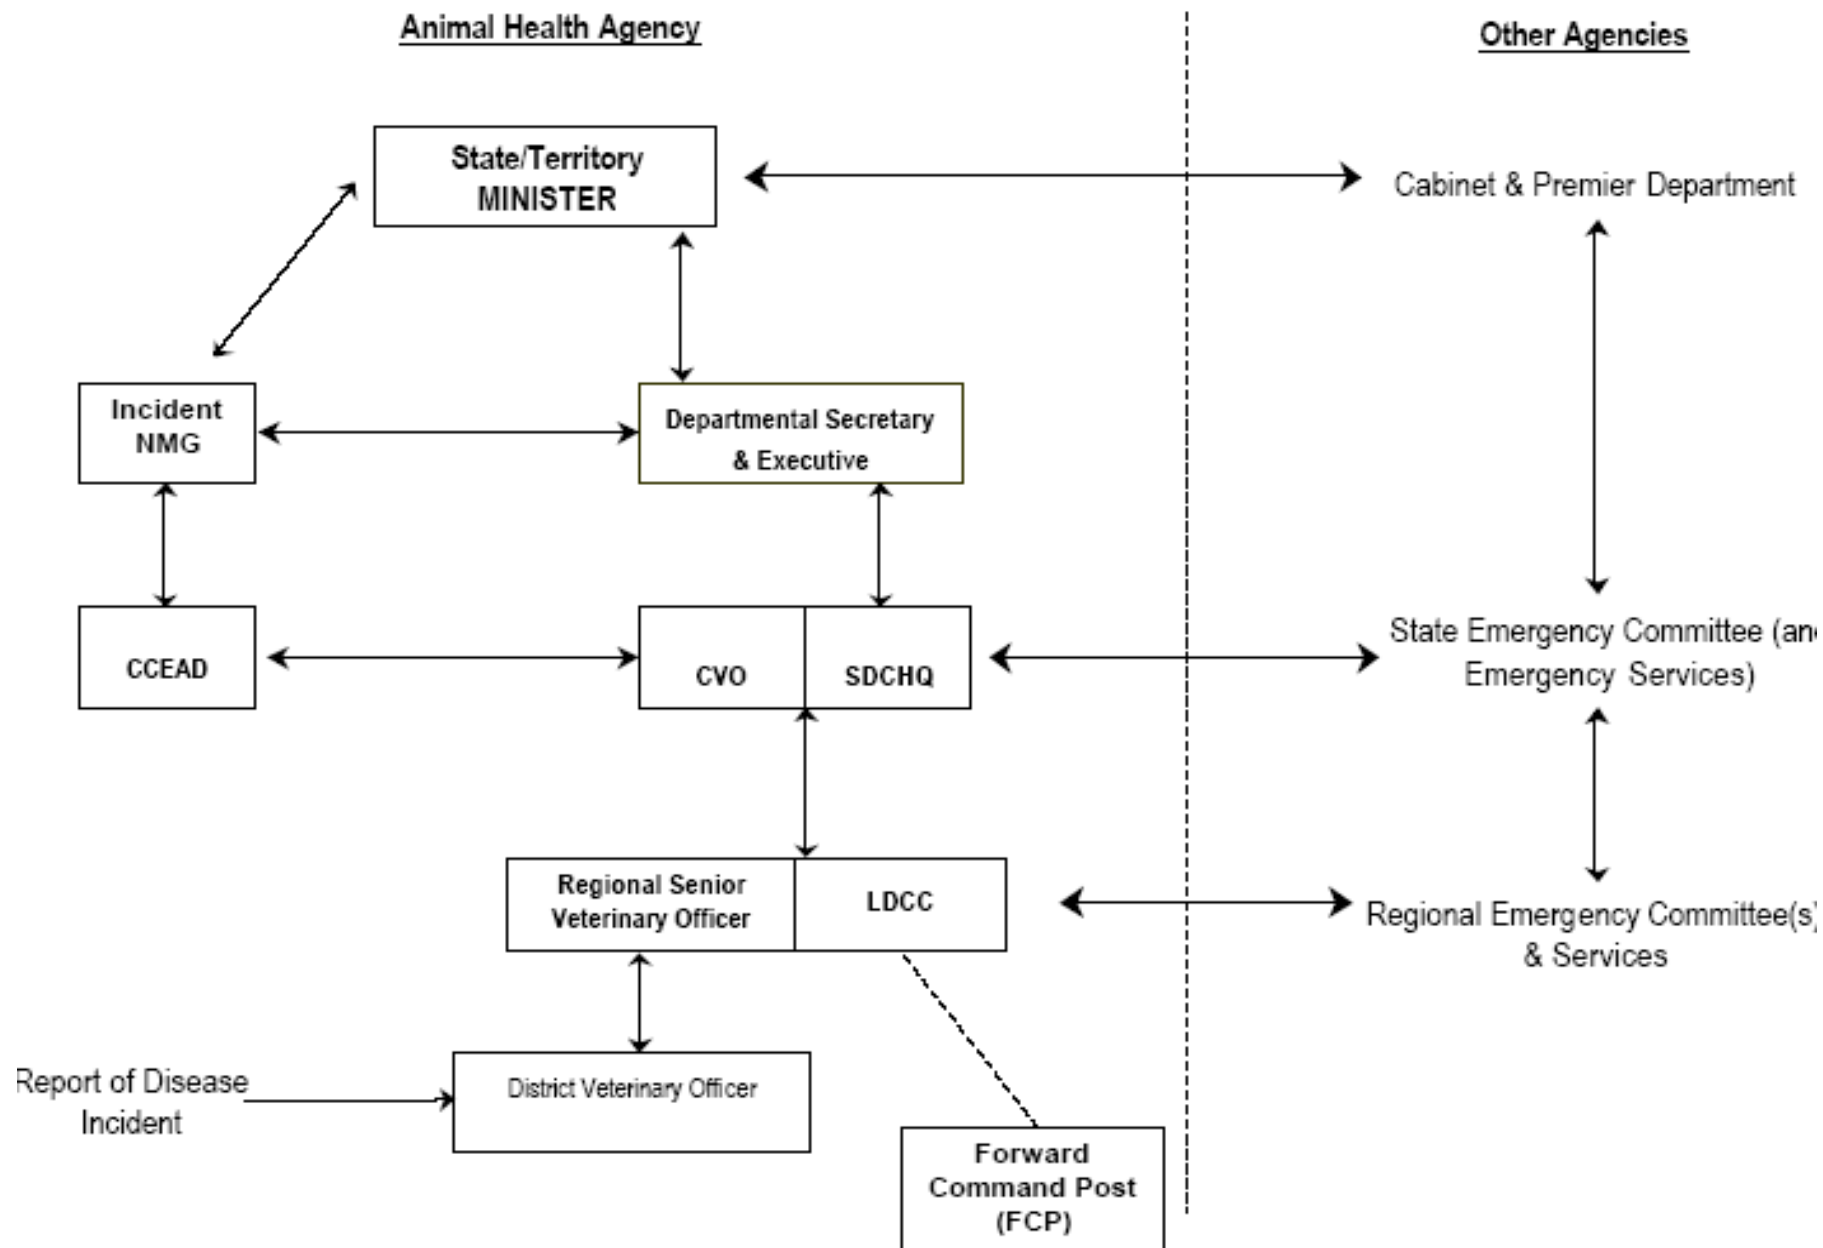 Animal Health Agency
Other Agencies
State/Territory
MINISTER
Cabinet & Premier Department
Incident
NMG
Departmental Secretary
& Executive
CCEAD
CVO
SDCHQ
State Emergency Committee (an
Emergency Services)
Regional Senior
Veterinary Officer
LDCC
Regional Emergency Committee(s)
& Services
Report of Disease
Incident
District Veterinary Officer
Forward
Command Post
(FCP)